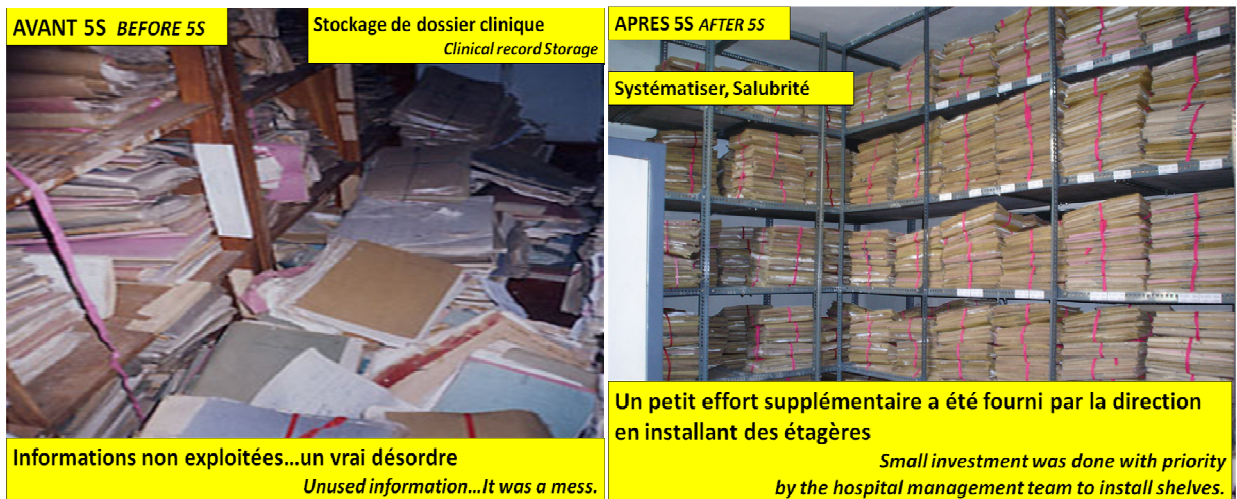 AVANT 5S BEFORE 5S
Stockage de dossier clinique
Clinical record Storage
Informations non exploitées...un vrai désordre
Unused information...It was a mess.
APRES 5S AFTER 5S
Systématiser, Salubrité
Un petit effort supplémentaire a été fourni par la direction
en installant des étagères
Small investment was done with priority
by the hospital management team to install shelves.